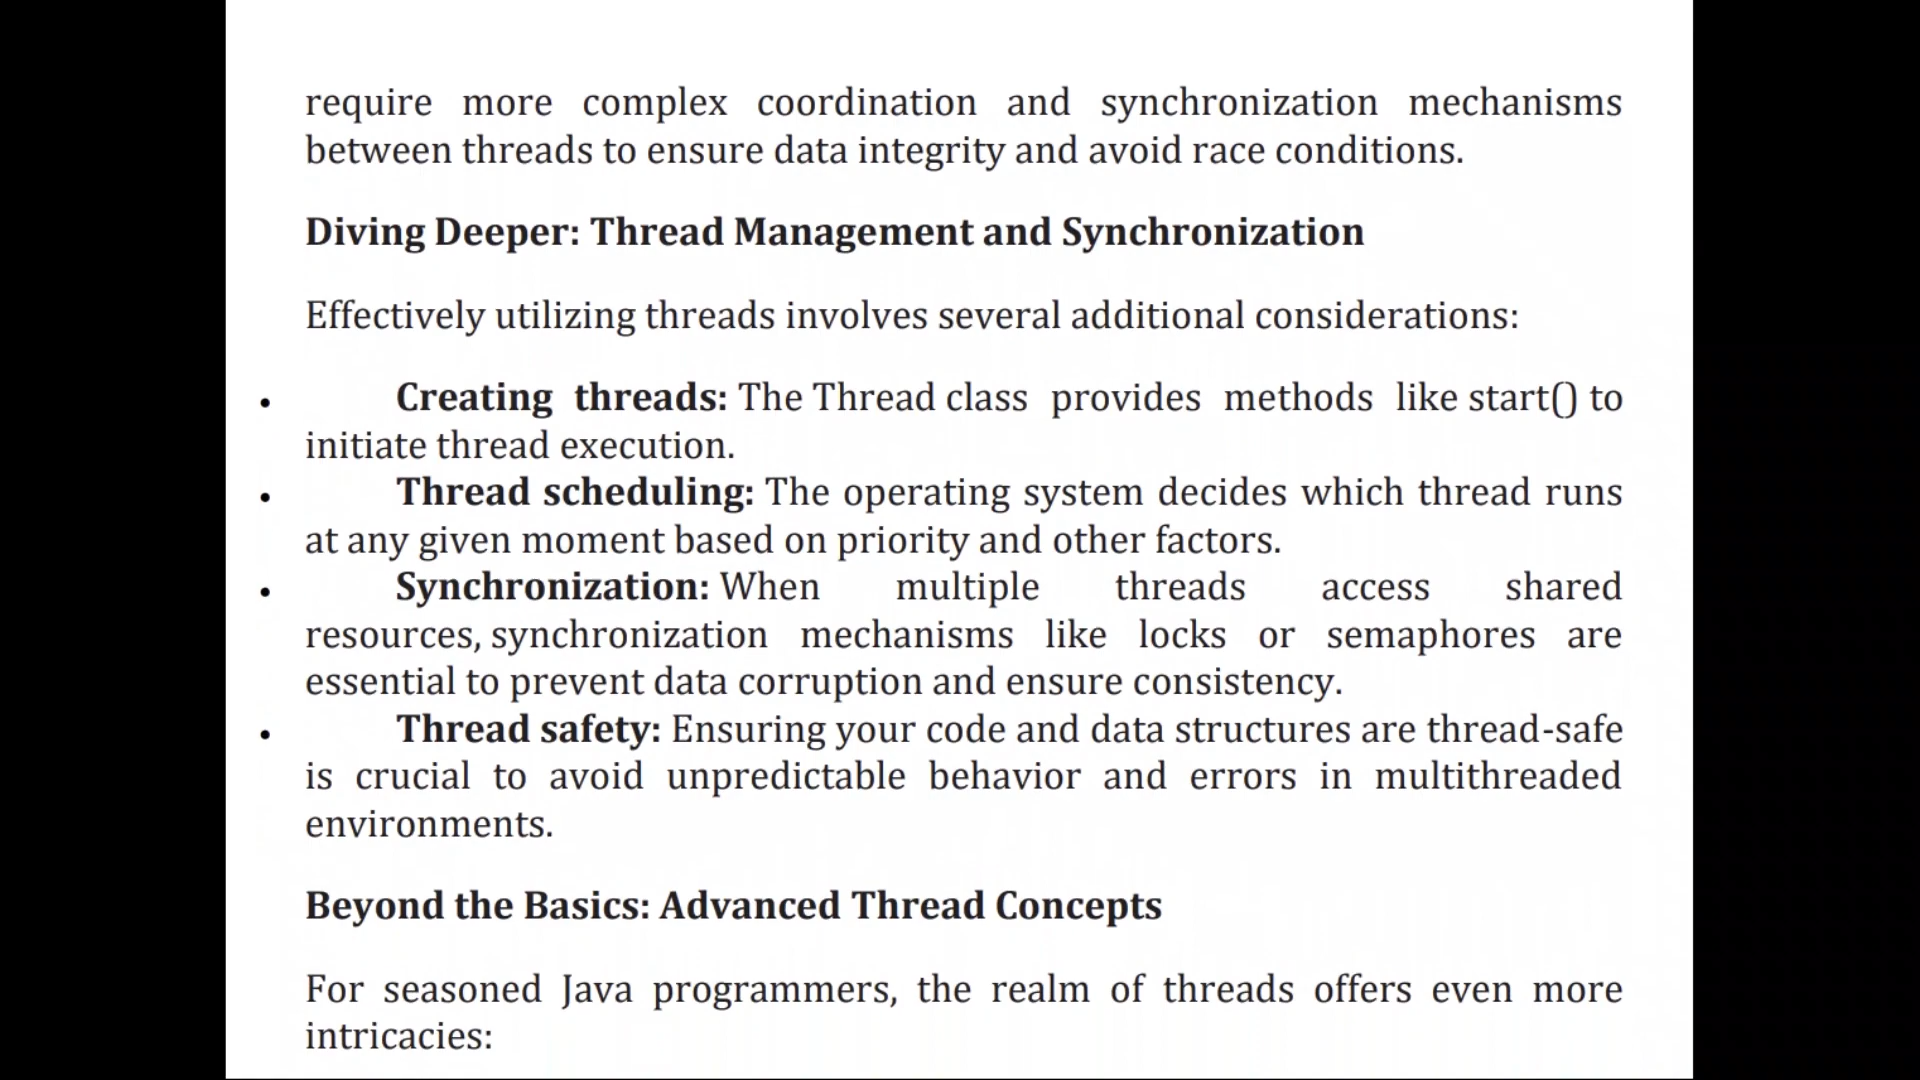 require more complex coordination and synchronization mechanisms
between threads to ensure data integrity and avoid race conditions.
Diving Deeper: Thread Management and Synchronization
Effectively utilizing threads involves several additional considerations:
• Creating threads: The Thread class provides methods like start() to
initiate thread execution.
• Thread scheduling: The operating system decides which thread runs
at any given moment based on priority and other factors.
• Synchronization: When multiple threads access shared
resources, synchronization mechanisms like locks or semaphores are
essential to prevent data corruption and ensure consistency.
• Thread safety: Ensuring your code and data structures are thread-safe
is crucial to avoid unpredictable behavior and errors in multithreaded
environments.
Beyond the Basics: Advanced Thread Concepts
For seasoned Java programmers, the realm of threads offers even more
intricacies: